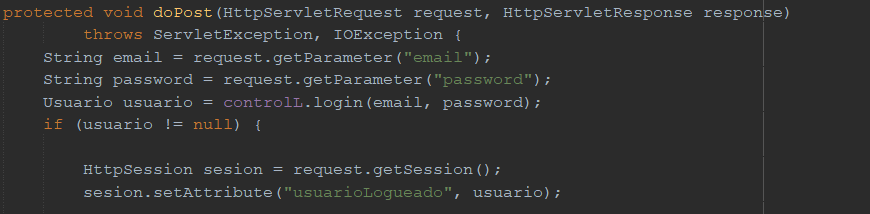 protected void doPost(HttpServletRequest request, HttpServletResponse response)
throws ServletException, IOException {
String email = request.getParameter("email");
String password = request.getParameter("password");
Usuario usuario = controlL.login(email, password);
if (usuario != null) {
HttpSession sesion = request.getSession();
sesion.setAttribute("usuarioLogueado", usuario);